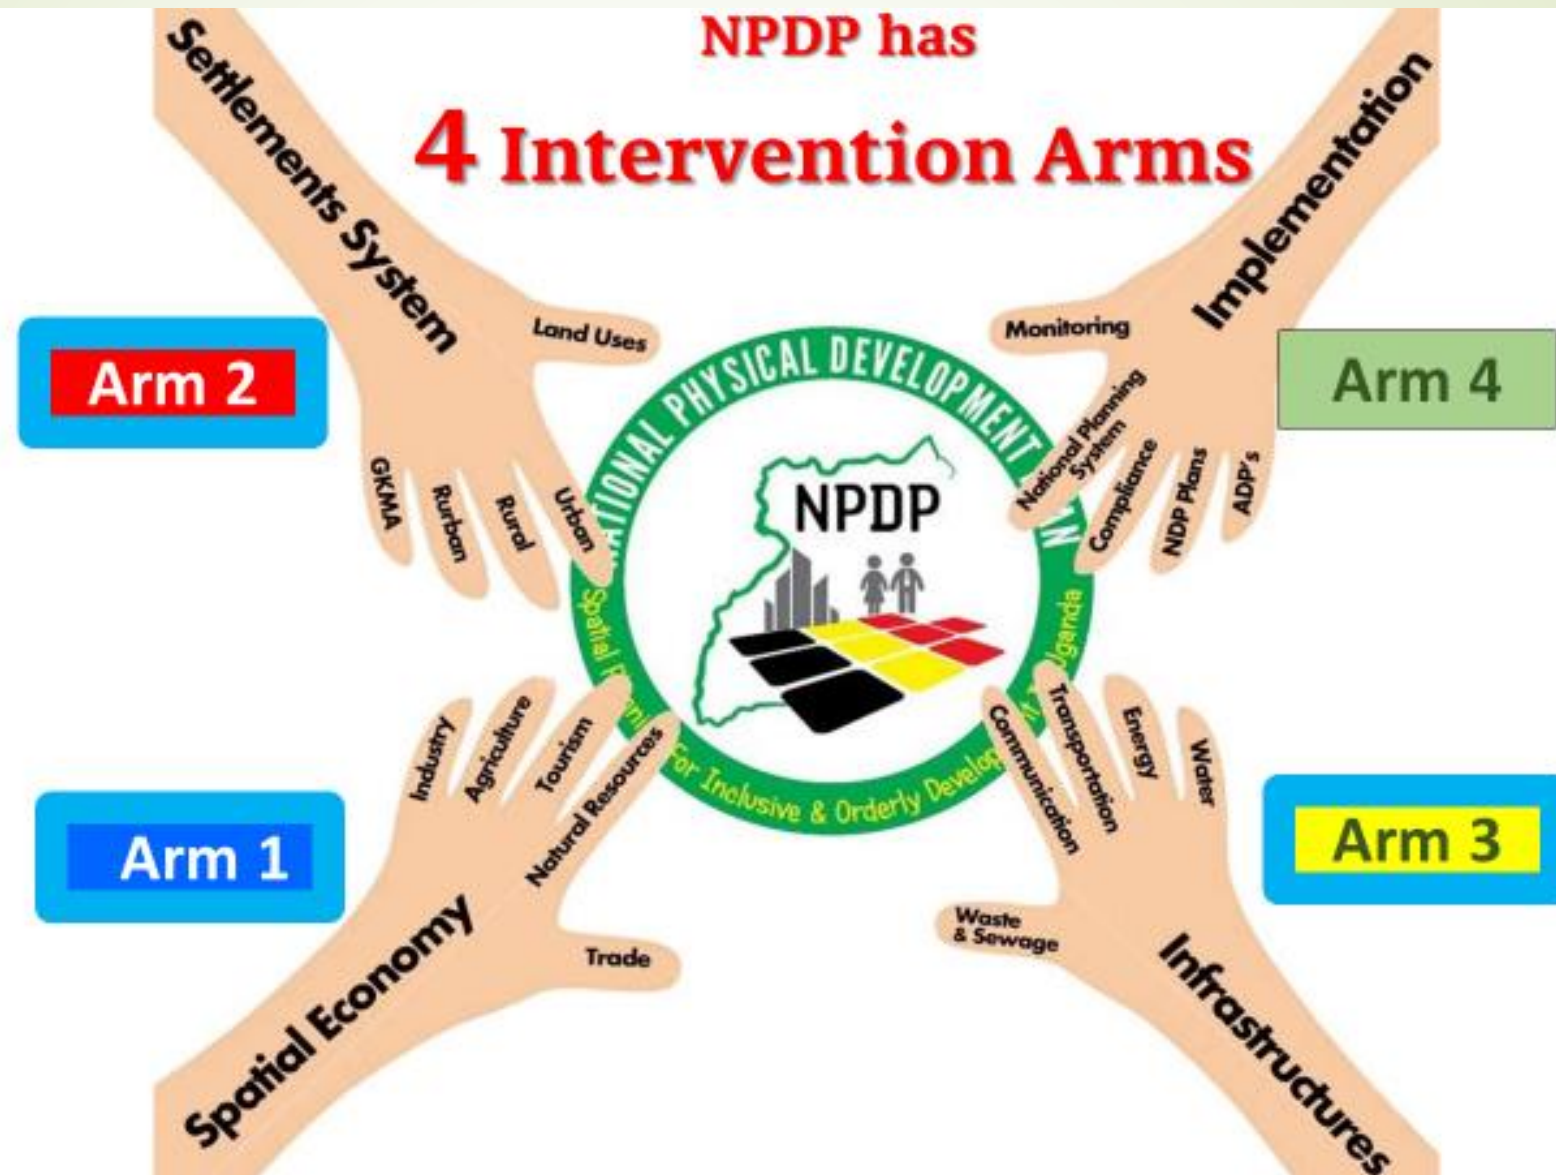 NPDP has
4 Intervention Arms
Settlements System
Land Uses
Urban
Rural
Rurban
GKMA
Arm 2
Implementation
Monitoring
National Planning
System
Compliance
NDP Plans
ADP's
Arm 4
NATIONAL PHYSICAL DEVELOPMENT
NPDP
Spatial
For Inclusive & Orderly
Uganda
Industry
Agriculture
Tourism
Natural Resources
Trade
Spatial Economy
Arm 1
Communication
Transportation
Energy
Water
Waste
& Sewage
Infrastructures
Arm 3